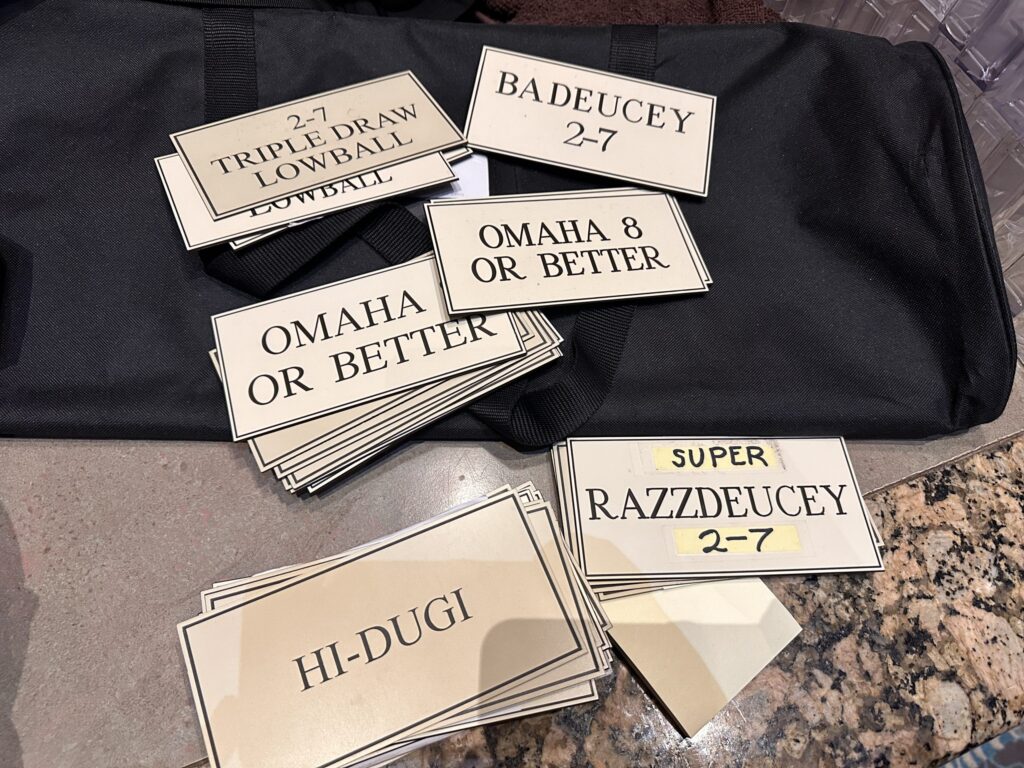 2-7
TRIPLE DRAW
LOWBALL
LOWBALL
BADEUCEY
2-7
OMAHA 8
OR BETTER
OMAHA
OR BETTER
SUPER
RAZZDEUCEY
2-7
HI-DUGI